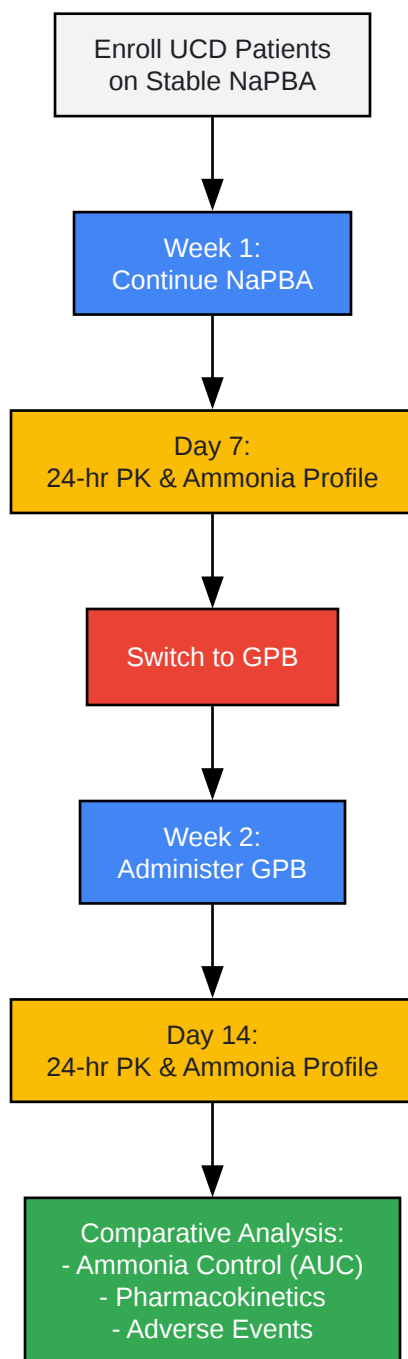 Enroll UCD Patients
on Stable NaPBA
Week 1:
Continue NaPBA
Day 7:
24-hr PK & Ammonia Profile
Switch to GPB
Week 2:
Administer GPB
Day 14:
24-hr PK & Ammonia Profile
Comparative Analysis:
- Ammonia Control (AUC)
- Pharmacokinetics
- Adverse Events